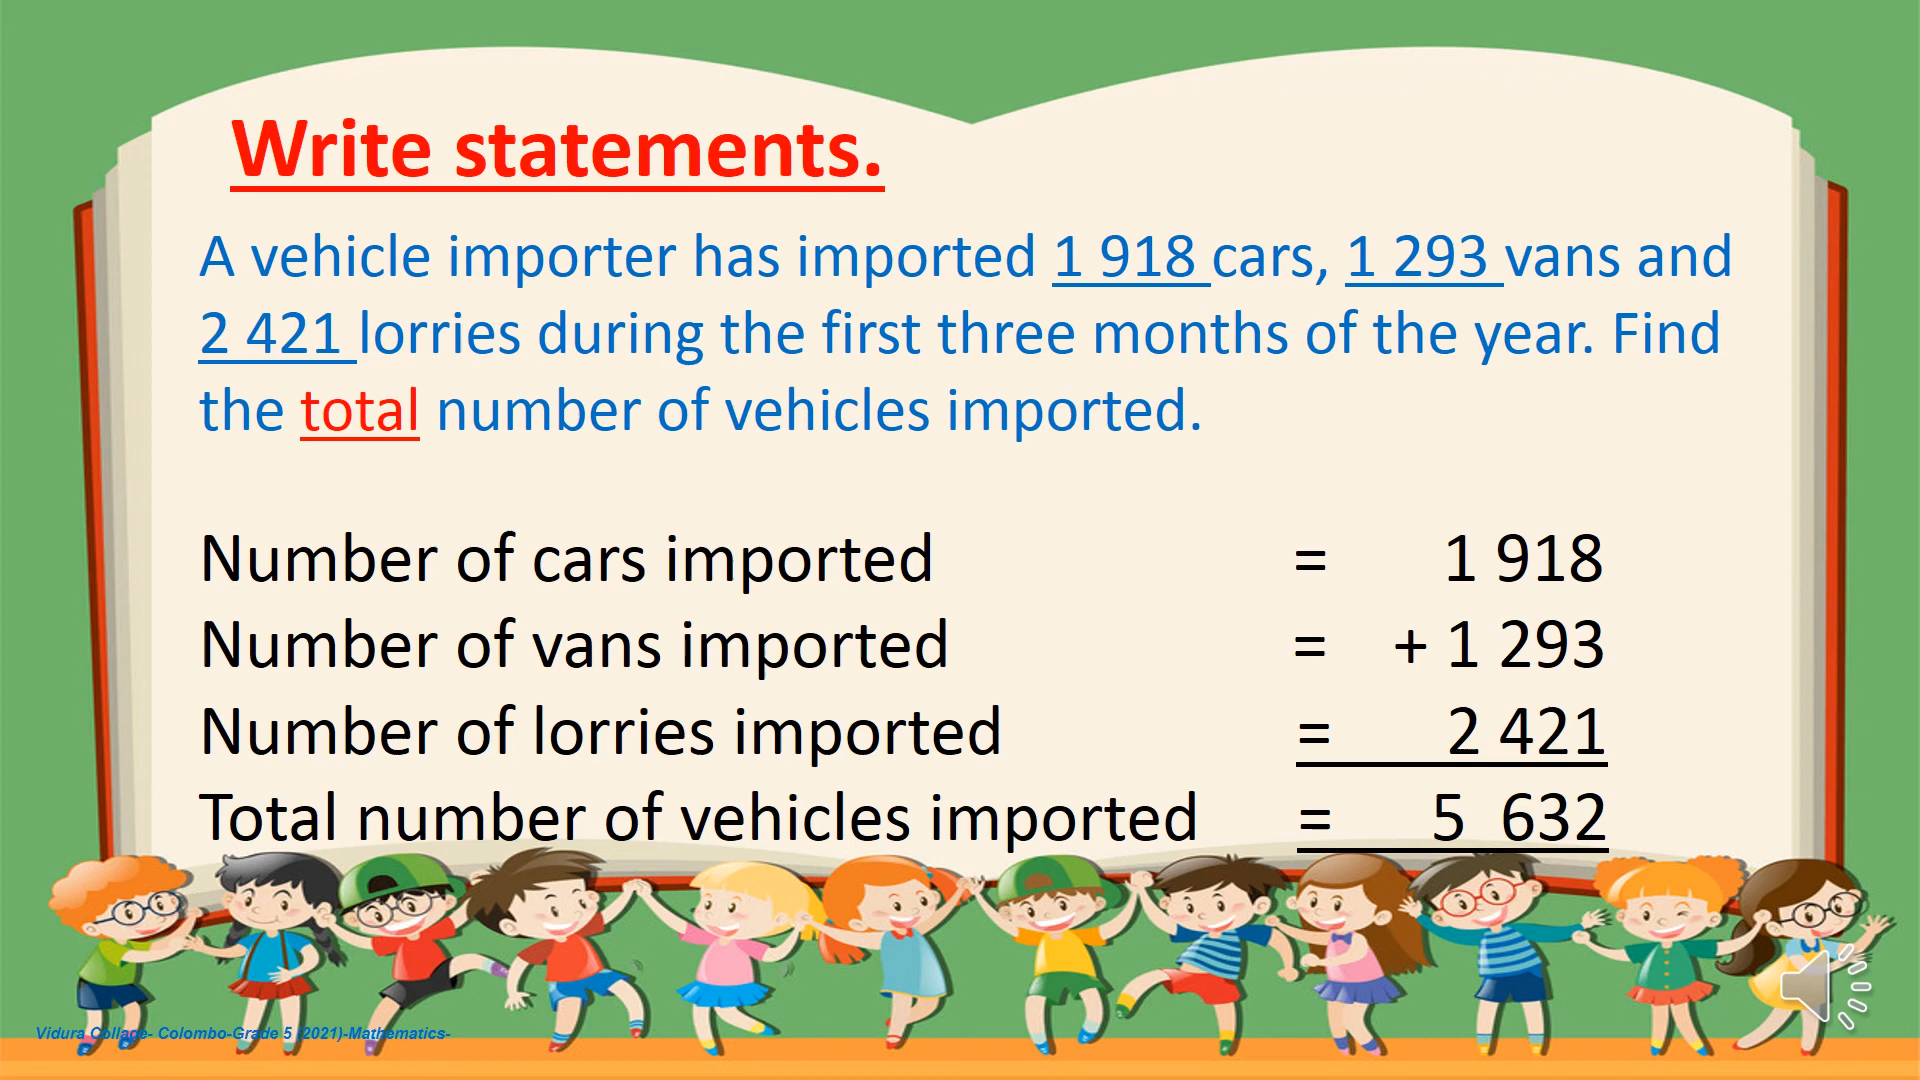 Write statements.
A vehicle importer has imported 1 918 cars, 1 293 vans and
2 421 lorries during the first three months of the year. Find
the total number of vehicles imported.
Number of cars imported = 1 918
Number of vans imported = + 1 293
Number of lorries imported = 2 421
Total number of vehicles imported = 5 632
Vidura Collage- Colombo-Grade 5 (2021)-Mathematics-